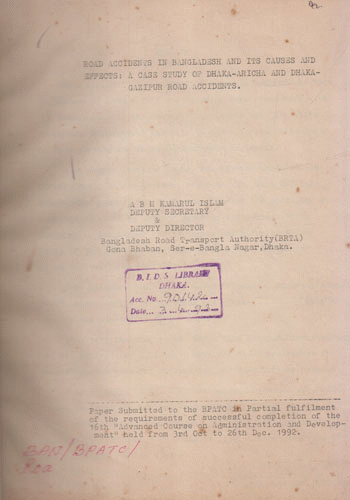 ROAD ACCIDENTS IN BANGLADESH AND ITS CAUSES AND
EFFECTS: A CASE STUDY OF DHAKA-ARICHA AND DHAKA-
GAZIPUR ROAD ACCIDENTS.
A B M KAMARUL ISLAM
DEPUTY SECRETARY
&
DEPUTY DIRECTOR
Bangladesh Road Transport Authority(BRTA)
Gona Bhaban, Ser-e-Bangla Nagar,Dhaka.
B. I. D. S. LIBRARY
DHAKA.
Acc. No
Date
Paper Submitted to the BPATC in Partial fulfilment
of the requirements of successful completion of the
16th "Advanced Course on Administration and Develop-
ment" held from 3rd Oct to 26th Dec. 1992.
BPN/BPATC/